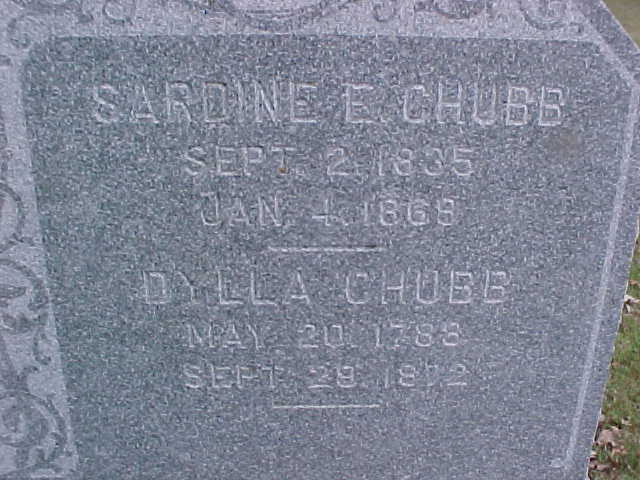 SARDINE E. CHUBB
SEPT. 2, 1835
JAN. 4, 1868
DYLLA CHUBB
MAY 20, 1788
SEPT. 29, 1872